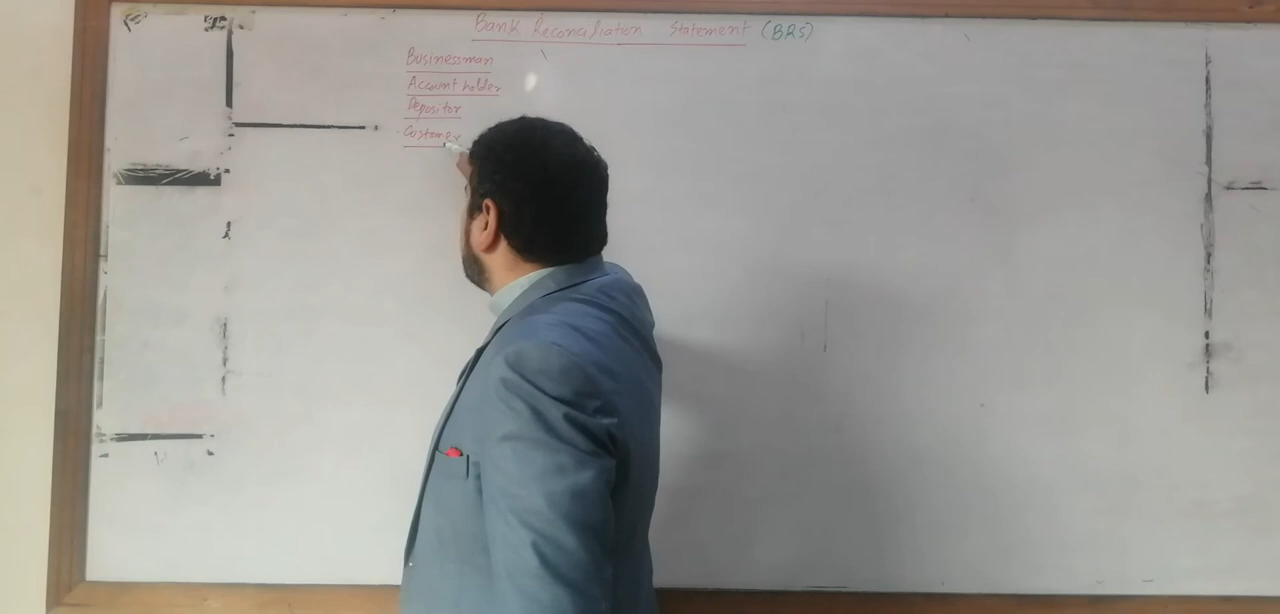 Bank Reconciliation Statement (BRS)
Businessman
Account holder
Depositor
Customer